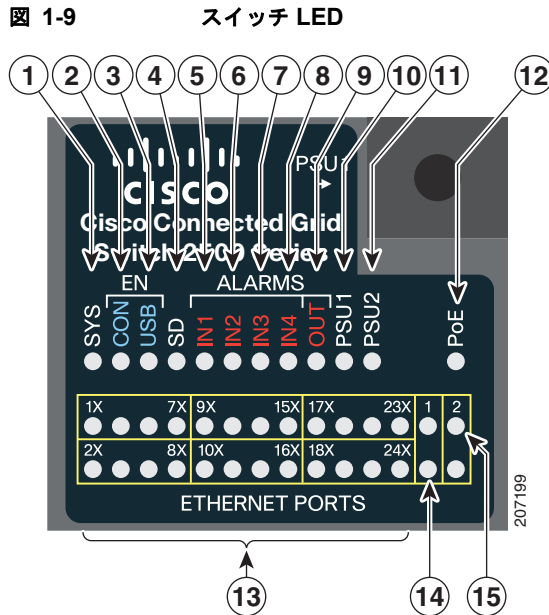 図 1-9 スイッチ LED
1 2 3 4 5 6 7 8 9 10 11 12
PSU1
CISCO
Cisco Connected Grid
Switch 2500 Series
EN ALARMS
SYS CON USB SD IN1 IN2 IN3 IN4 OUT PSU1 PSU2 PoE
1X 7X 9X 15X 17X 23X 1 2
2X 8X 10X 16X 18X 24X
ETHERNET PORTS
207199
13 14 15